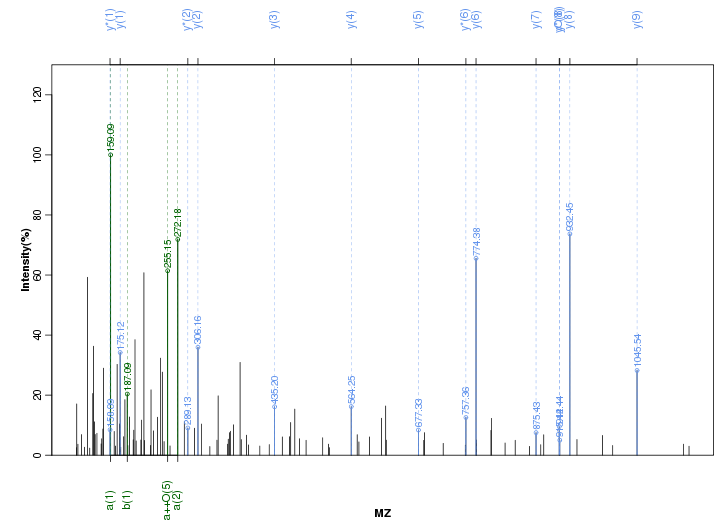 y*(1)
y(1)
y*(2)
y(2)
y(3)
y(4)
y(5)
y*(6)
y(6)
y(7)
y(8)
y(9)
Intensity(%)
0
20
40
60
80
100
120
159.09
175.12
187.09
255.15
272.18
289.13
306.16
435.20
564.25
677.33
757.36
774.38
875.43
932.45
1045.54
a(1)
b(1)
a++O(5)
a(2)
MZ